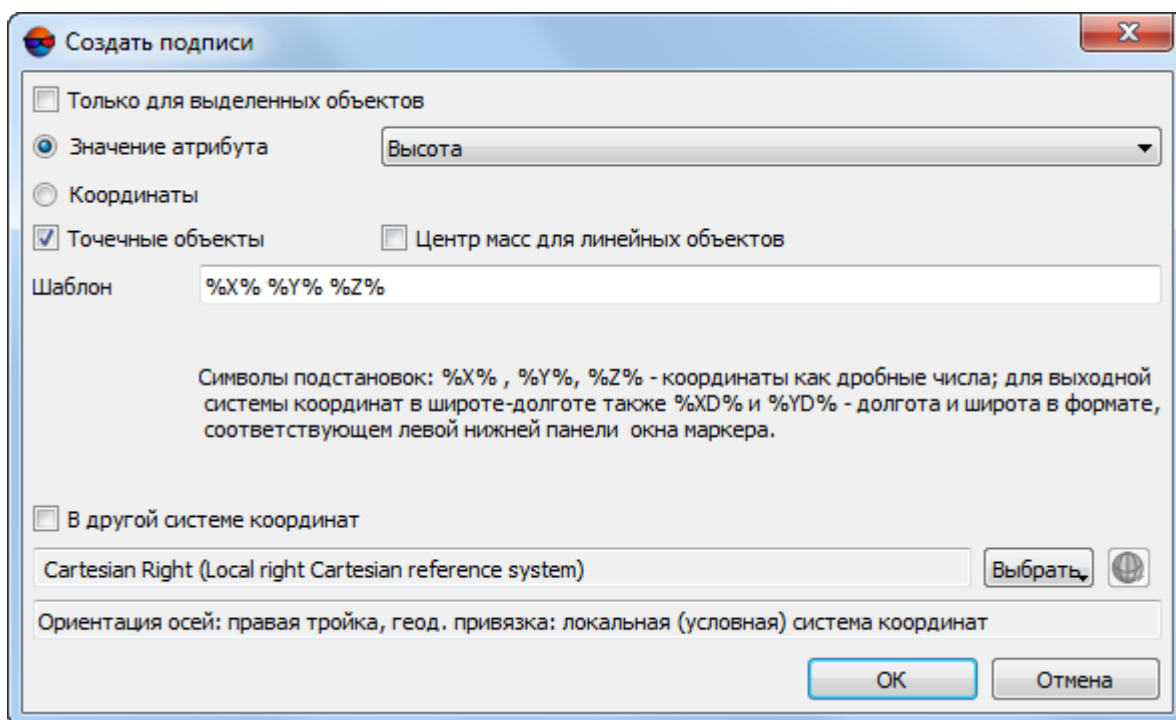 Создать подписи
Только для выделенных объектов
Значение атрибута Высота
Координаты
Точечные объекты Центр масс для линейных объектов
Шаблон %X% %Y% %Z%
Символы подстановок: %X% , %Y%, %Z% - координаты как дробные числа; для выходной
системы координат в широте-долготе также %XD% и %YD% - долгота и широта в формате,
соответствующем левой нижней панели окна маркера.
В другой системе координат
Cartesian Right (Local right Cartesian reference system) Выбрать
Ориентация осей: правая тройка, геод. привязка: локальная (условная) система координат
OK Отмена